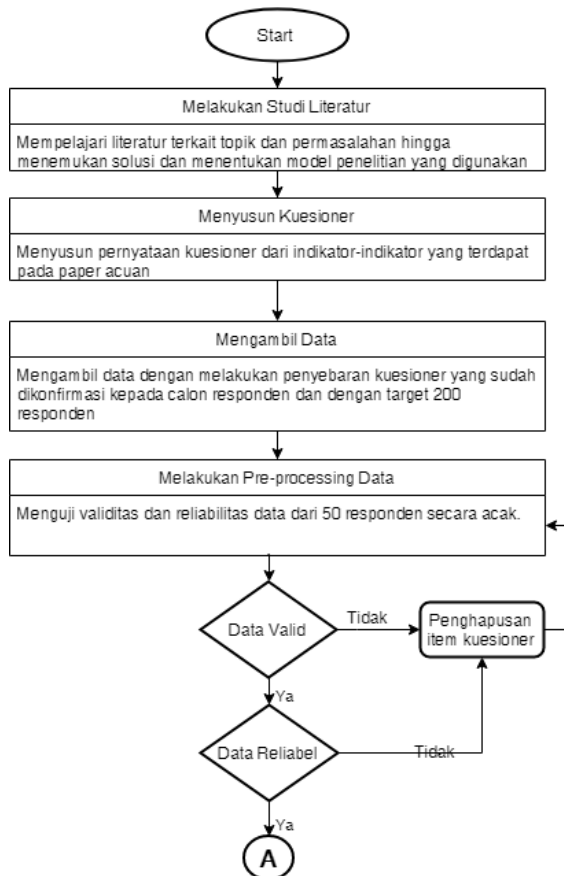 Start
Melakukan Studi Literatur
Mempelajari literatur terkait topik dan permasalahan hingga
menemukan solusi dan menentukan model penelitian yang digunakan
Menyusun Kuesioner
Menyusun pernyataan kuesioner dari indikator-indikator yang terdapat
pada paper acuan
Mengambil Data
Mengambil data dengan melakukan penyebaran kuesioner yang sudah
dikonfirmasi kepada calon responden dan dengan target 200
responden
Melakukan Pre-processing Data
Menguji validitas dan reliabilitas data dari 50 responden secara acak.
Data Valid
Tidak
Penghapusan
item kuesioner
Ya
Data Reliabel
Tidak
Ya
A